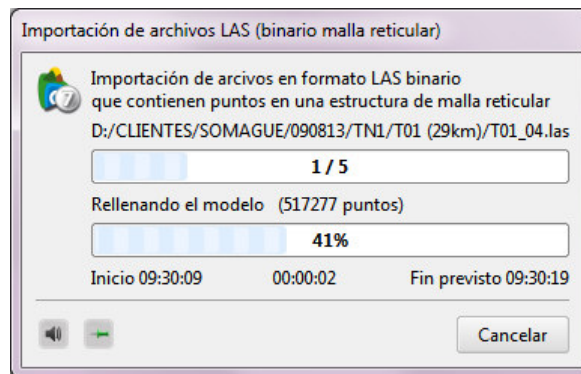 Importación de archivos LAS (binario malla reticular)
Importación de arcivos en formato LAS binario
que contienen puntos en una estructura de malla reticular
D:/CLIENTES/SOMAGUE/090813/TN1/T01 (29km)/T01_04.las
1 / 5
Rellenando el modelo (517277 puntos)
41%
Inicio 09:30:09 00:00:02 Fin previsto 09:30:19
Cancelar